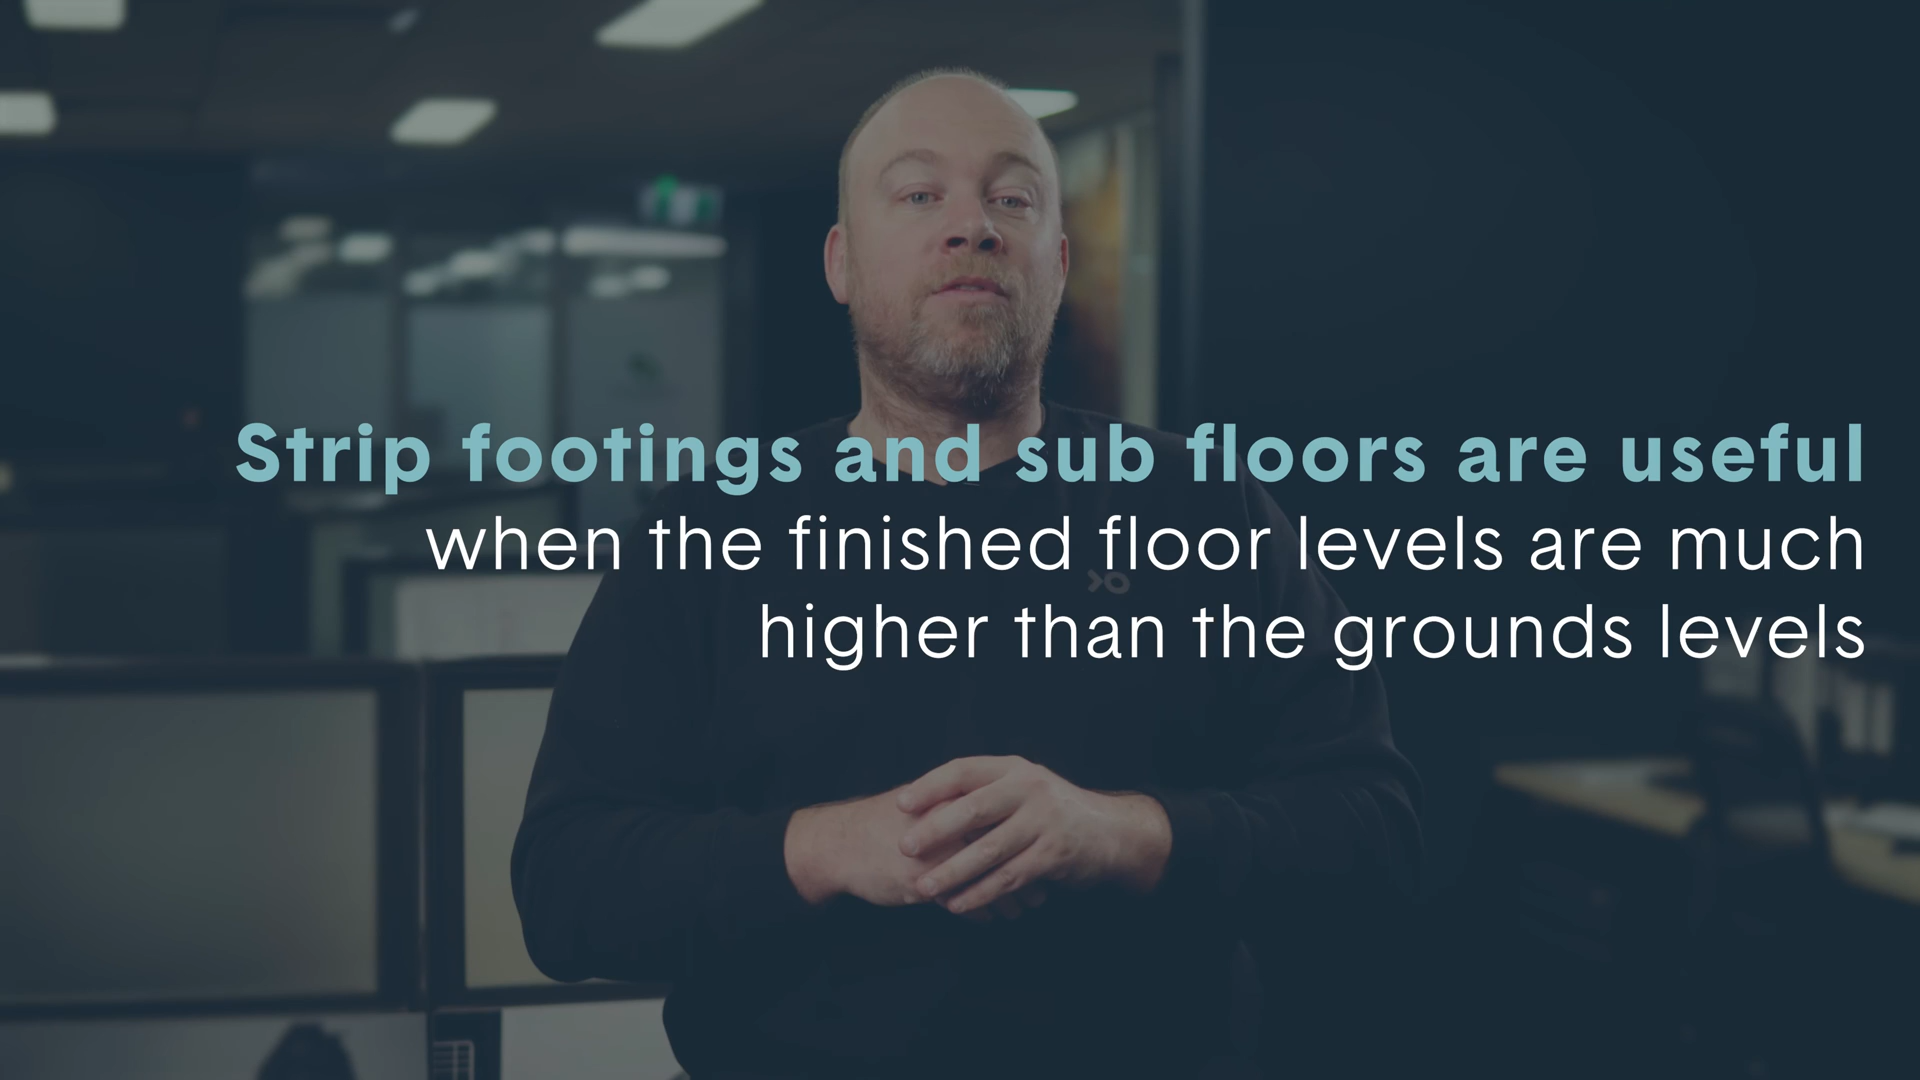 Strip footings and sub floors are useful
when the finished floor levels are much
higher than the grounds levels